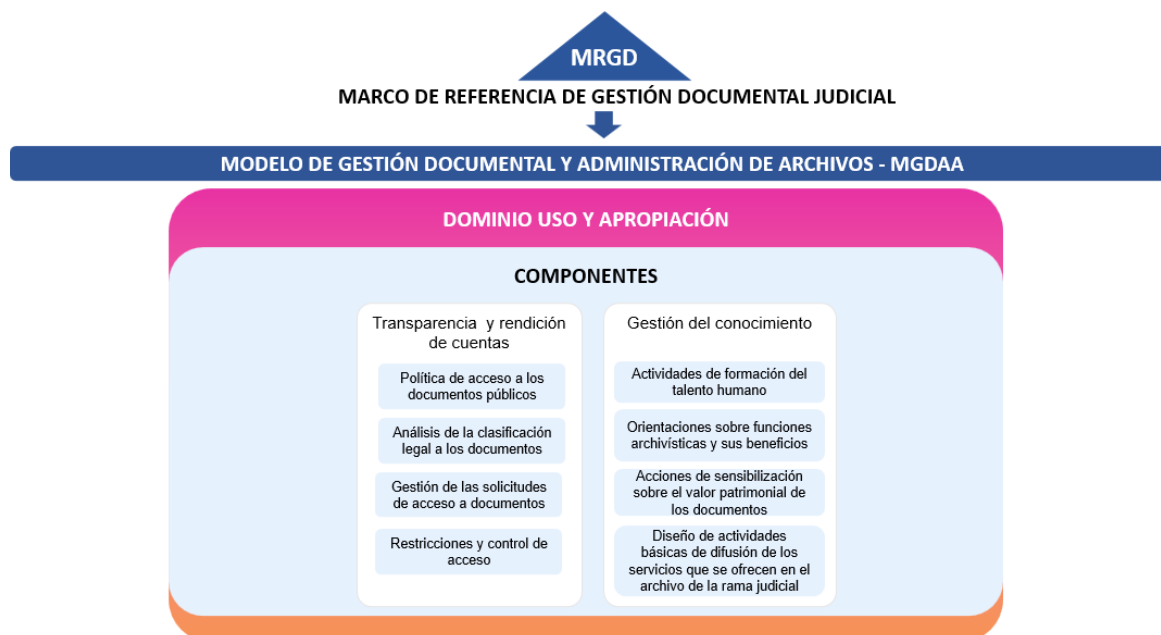 MRGD
MARCO DE REFERENCIA DE GESTIÓN DOCUMENTAL JUDICIAL
MODELO DE GESTIÓN DOCUMENTAL Y ADMINISTRACIÓN DE ARCHIVOS - MGDAA
DOMINIO USO Y APROPIACIÓN
COMPONENTES
Transparencia y rendición
de cuentas
Política de acceso a los
documentos públicos
Análisis de la clasificación
legal a los documentos
Gestión de las solicitudes
de acceso a documentos
Restricciones y control de
acceso
Gestión del conocimiento
Actividades de formación del
talento humano
Orientaciones sobre funciones
archivísticas y sus beneficios
Acciones de sensibilización
sobre el valor patrimonial de
los documentos
Diseño de actividades
básicas de difusión de los
servicios que se ofrecen en el
archivo de la rama judicial